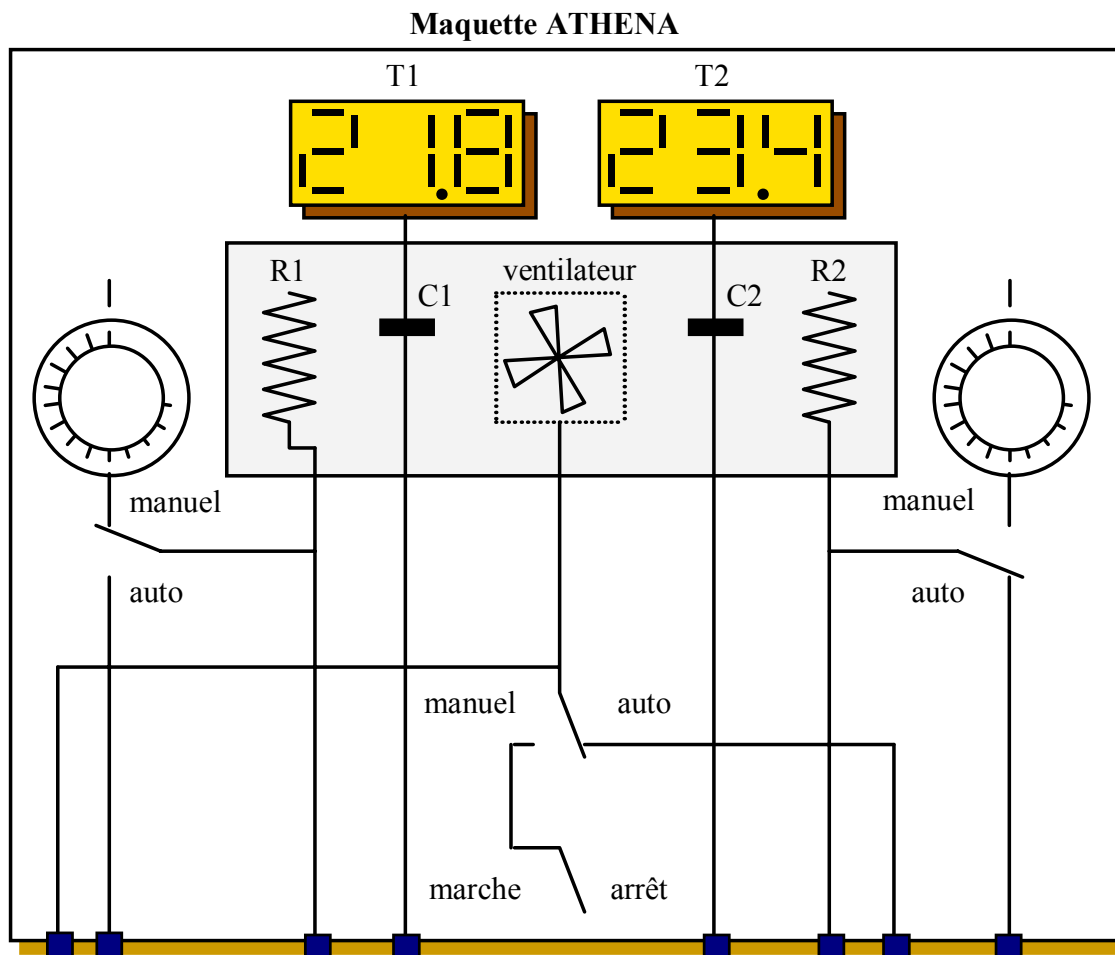 Maquette ATHENA
T1 T2
21.8 23.4
R1 ventilateur R2
C1 C2
manuel manuel
auto auto
manuel auto
marche arrêt